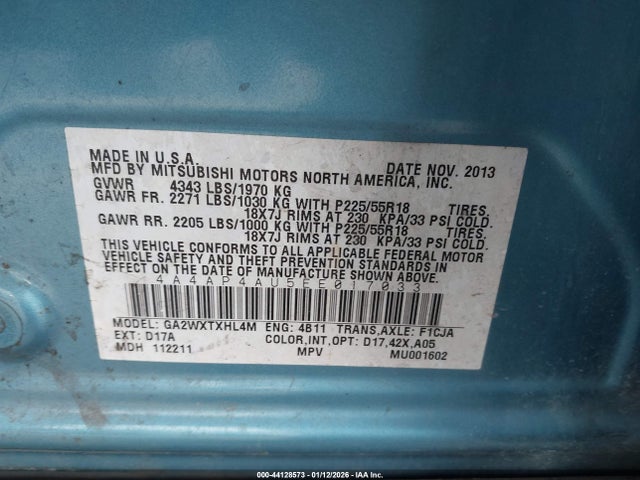 MADE IN U.S.A. DATE NOV. 2013
MFD BY MITSUBISHI MOTORS NORTH AMERICA, INC.
GVWR 4343 LBS/1970 KG
GAWR FR. 2271 LBS/1030 KG WITH P225/55R18 TIRES.
18X7J RIMS AT 230 KPA/33 PSI COLD.
GAWR RR. 2205 LBS/1000 KG WITH P225/55R18 TIRES.
18X7J RIMS AT 230 KPA/33 PSI COLD.
THIS VEHICLE CONFORMS TO ALL APPLICABLE FEDERAL MOTOR
VEHICLE SAFETY AND THEFT PREVENTION STANDARDS IN
EFFECT ON THE DATE OF MANUFACTURE SHOWN ABOVE.
4A4AP4AU5EE017033
MODEL: GA2WXTXHL4M ENG: 4B11 TRANS,AXLE: F1CJA
EXT: D17A COLOR,INT,OPT: D17,42X,A05
MDH 112211 MPV MU001602
000-44128573 - 01/12/2026 - IAA Inc.